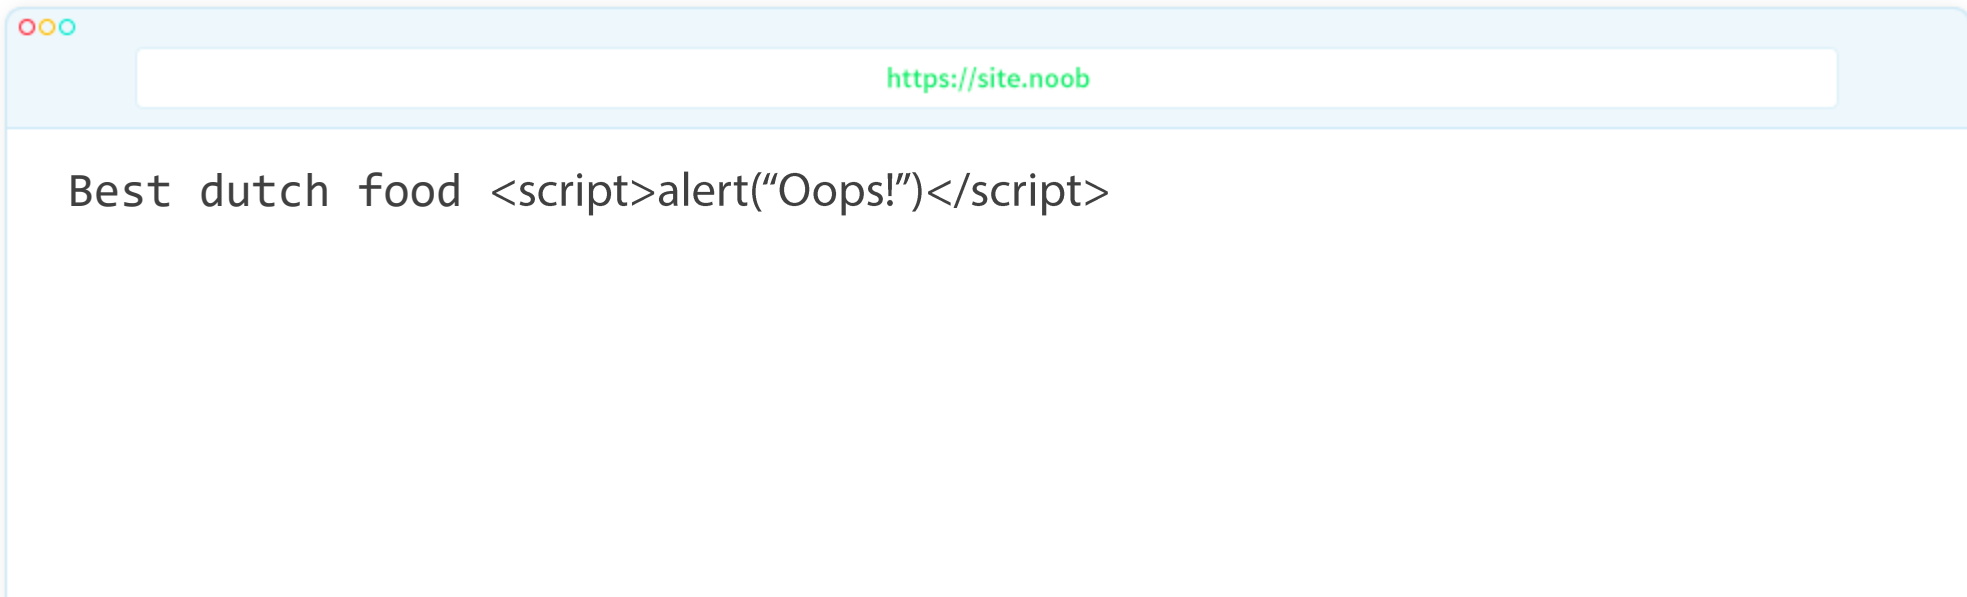 https://site.noob
Best dutch food <script>alert(“Oops!”)</script>